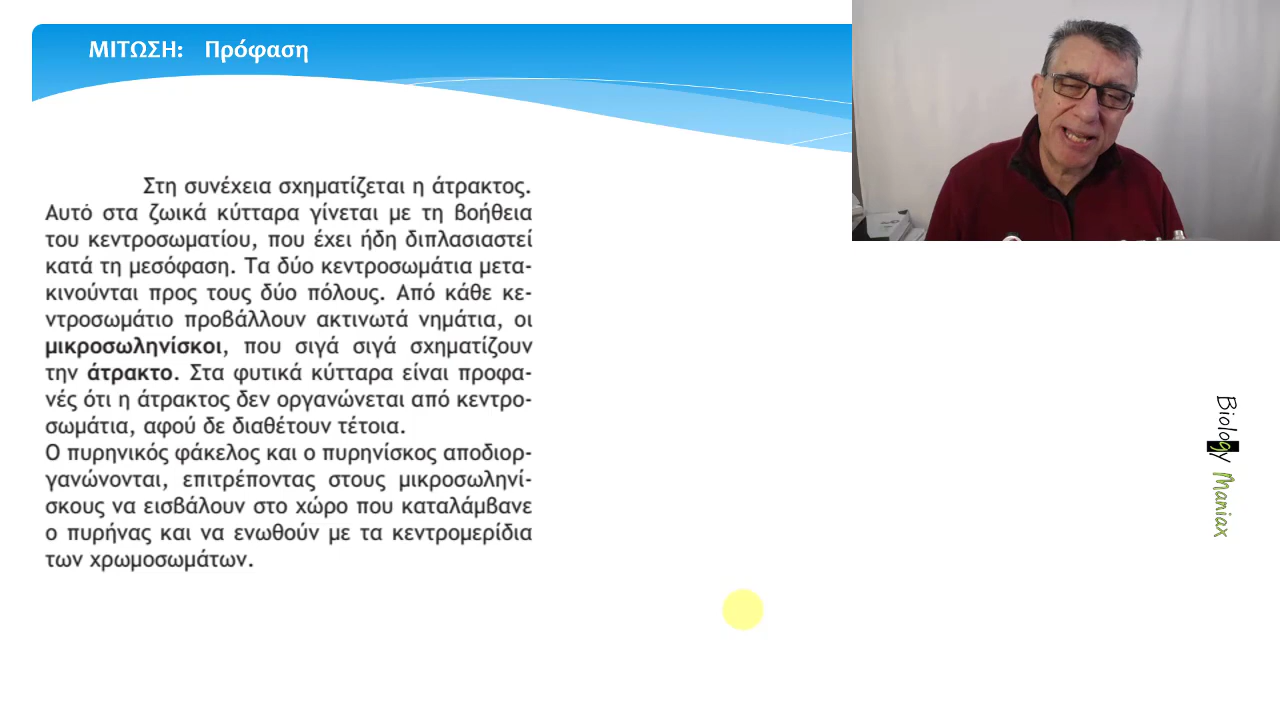 ΜΙΤΩΣΗ: Πρόφαση
Στη συνέχεια σχηματίζεται η άτρακτος.
Αυτό στα ζωικά κύτταρα γίνεται με τη βοήθεια
του κεντροσωματίου, που έχει ήδη διπλασιαστεί
κατά τη μεσόφαση. Τα δύο κεντροσωμάτια μετα-
κινούνται προς τους δύο πόλους. Από κάθε κε-
ντροσωμάτιο προβάλλουν ακτινωτά νημάτια, οι
μικροσωληνίσκοι, που σιγά σιγά σχηματίζουν
την άτρακτο. Στα φυτικά κύτταρα είναι προφα-
νές ότι η άτρακτος δεν οργανώνεται από κεντρο-
σωμάτια, αφού δε διαθέτουν τέτοια.
Ο πυρηνικός φάκελος και ο πυρηνίσκος αποδιορ-
γανώνονται, επιτρέποντας στους μικροσωληνί-
σκους να εισβάλουν στο χώρο που καταλάμβανε
ο πυρήνας και να ενωθούν με τα κεντρομερίδια
των χρωμοσωμάτων.
Biology Maniax